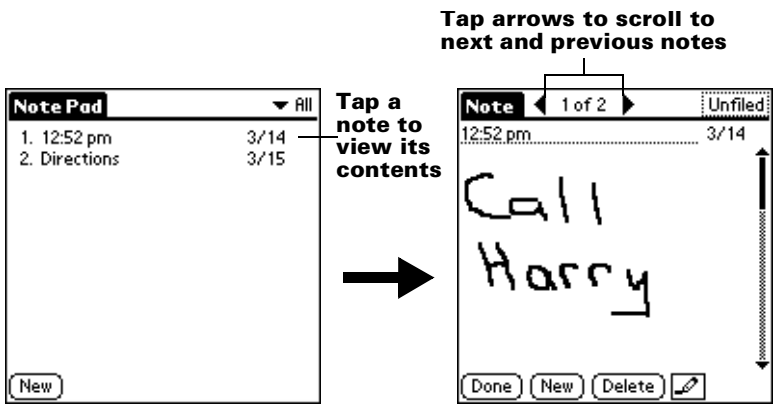 Tap arrows to scroll to
next and previous notes
Note Pad All
1. 12:52 pm 3/14
2. Directions 3/15
New
Tap a
note to
view its
contents
Note 1 of 2 Unfiled
12:52 pm 3/14
Call
Harry
Done New Delete